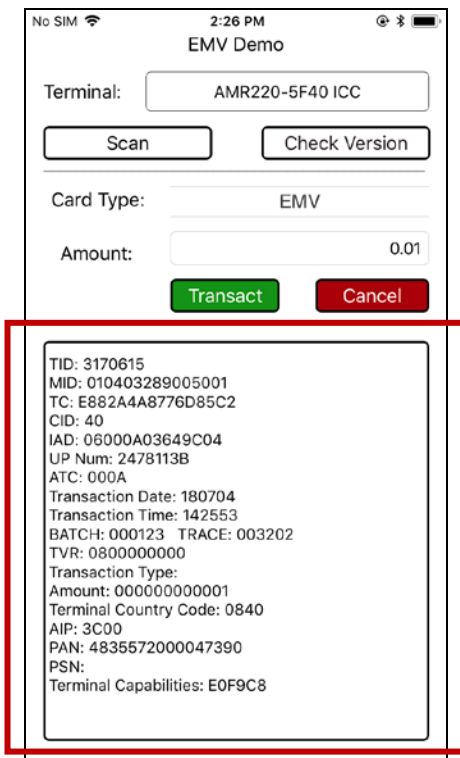 No SIM 2:26 PM
EMV Demo
Terminal: AMR220-5F40 ICC
Scan Check Version
Card Type: EMV
Amount: 0.01
Transact Cancel
TID: 3170615
MID: 010403289005001
TC: E882A4A8776D85C2
CID: 40
IAD: 06000A03649C04
UP Num: 2478113B
ATC: 000A
Transaction Date: 180704
Transaction Time: 142553
BATCH: 000123 TRACE: 003202
TVR: 0800000000
Transaction Type:
Amount: 000000000001
Terminal Country Code: 0840
AIP: 3C00
PAN: 4835572000047390
PSN:
Terminal Capabilities: E0F9C8